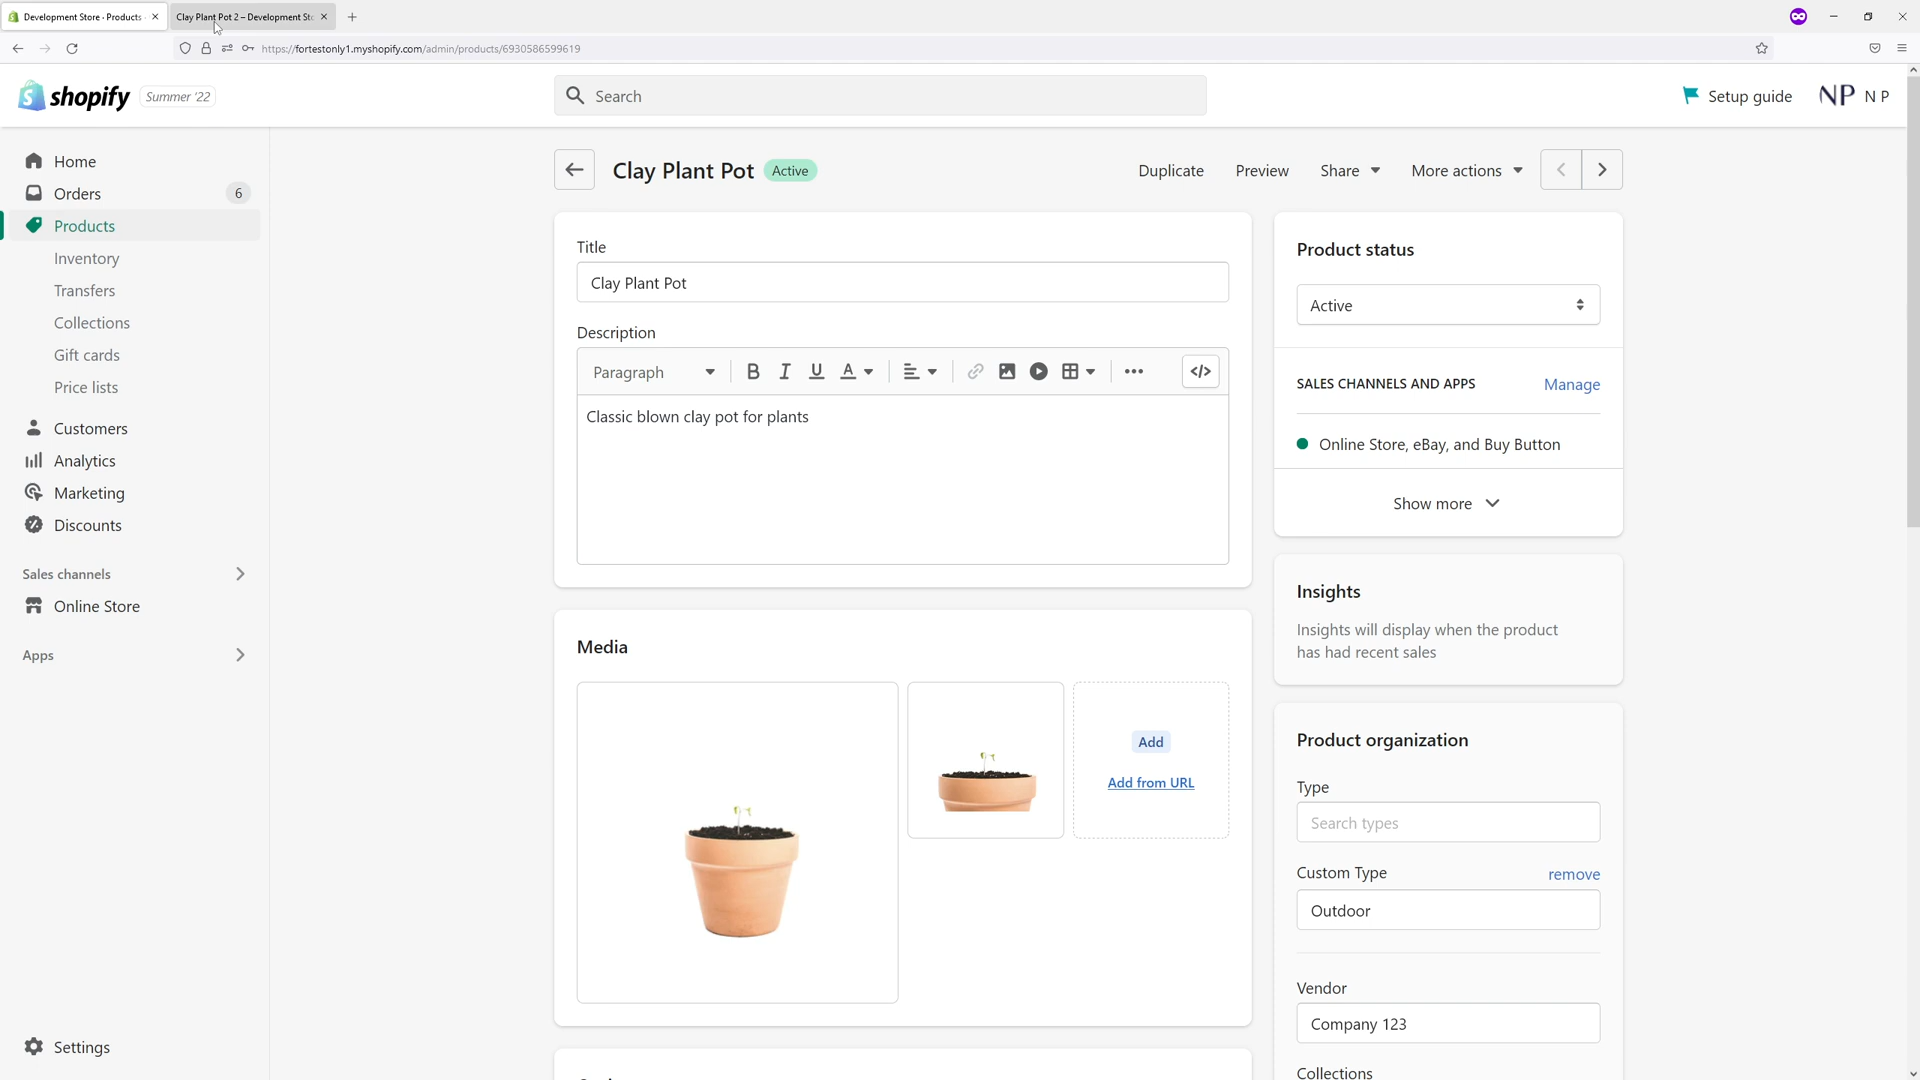 Development Store · Products ·
Clay Plant Pot 2 – Development Sto
https://fortestonly1.myshopify.com/admin/products/6930586599619
shopify
Summer '22
Search
Setup guide
NP
N P
Home
Orders
6
Products
Inventory
Transfers
Collections
Gift cards
Price lists
Customers
Analytics
Marketing
Discounts
Sales channels
Online Store
Apps
Settings
Clay Plant Pot
Active
Duplicate
Preview
Share
More actions
Title
Clay Plant Pot
Description
Paragraph
B
I
U
A
</>
Classic blown clay pot for plants
Media
Add
Add from URL
Product status
Active
SALES CHANNELS AND APPS
Manage
Online Store, eBay, and Buy Button
Show more
Insights
Insights will display when the product
has had recent sales
Product organization
Type
Search types
Custom Type
remove
Outdoor
Vendor
Company 123
Collections